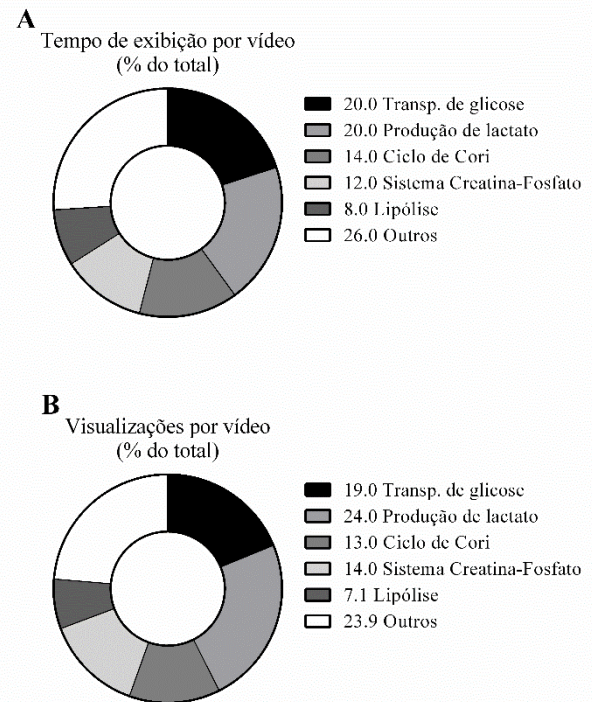 A
Tempo de exibição por vídeo
(% do total)
20.0 Transp. de glicose
20.0 Produção de lactato
14.0 Ciclo de Cori
12.0 Sistema Creatina-Fosfato
8.0 Lipólise
26.0 Outros
B
Visualizações por vídeo
(% do total)
19.0 Transp. de glicose
24.0 Produção de lactato
13.0 Ciclo de Cori
14.0 Sistema Creatina-Fosfato
7.1 Lipólise
23.9 Outros